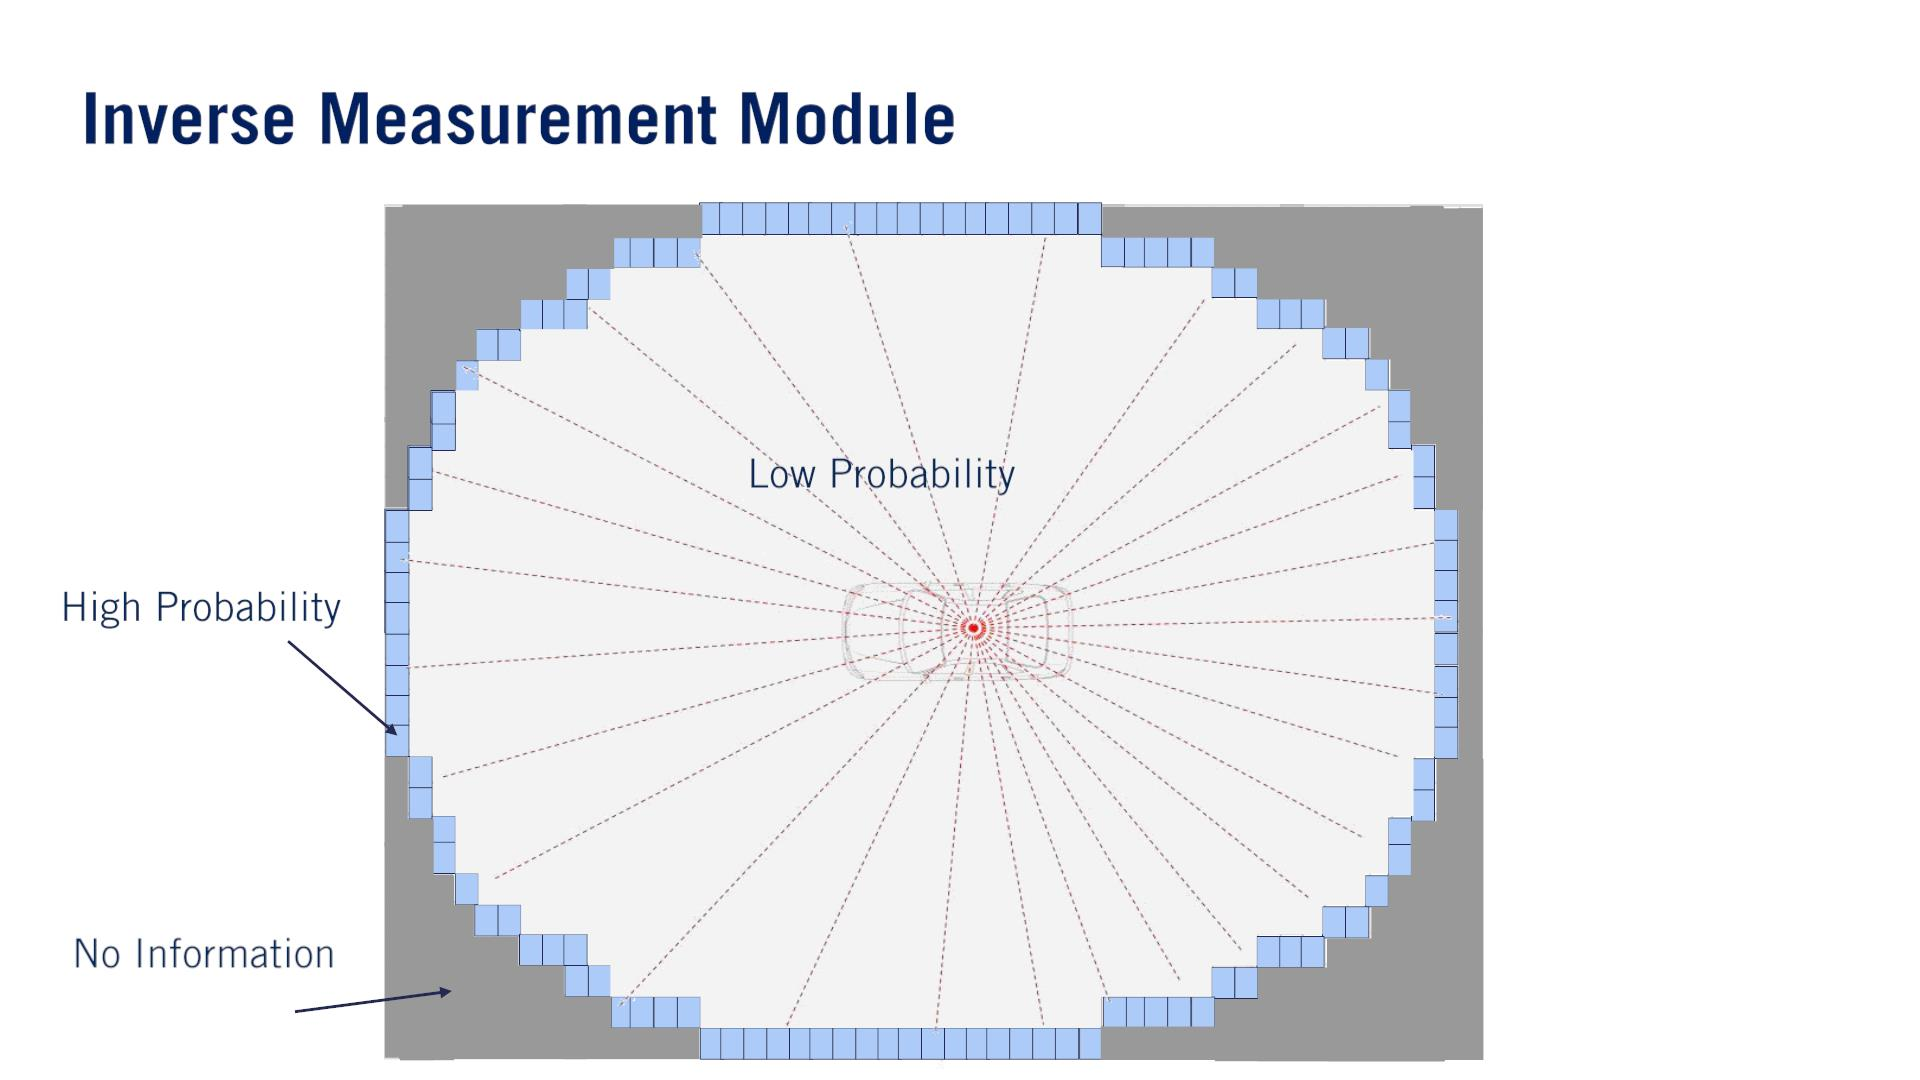 Inverse Measurement Module
Low Probability
High Probability
No Information